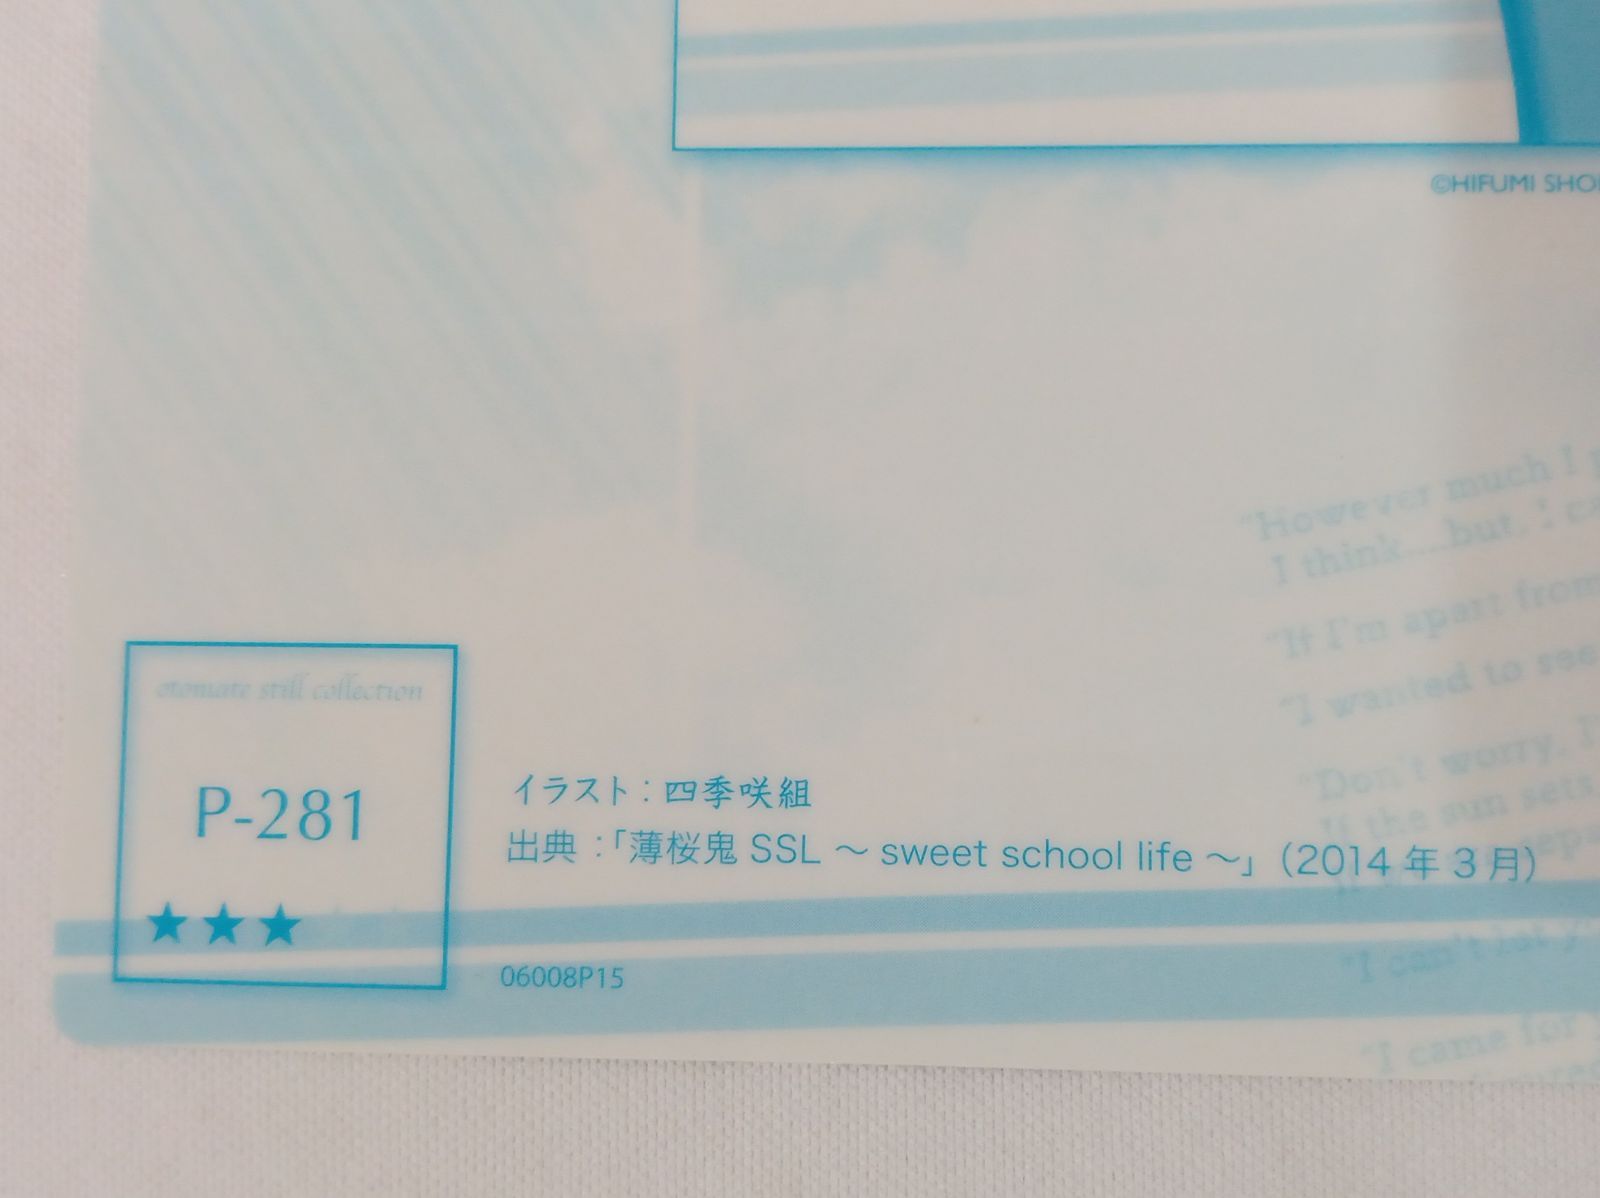 ©HIFUMI
"However much I
I think....but.
"If I'm apart from
"I wanted to see
"Don't worry.
If the sun sets
otomate still collection
P-281
★★★
イラスト：四季咲組
出典：「薄桜鬼 SSL ～ sweet school life ～」（2014 年 3 月）
06008P15
"I can't let
"I came for